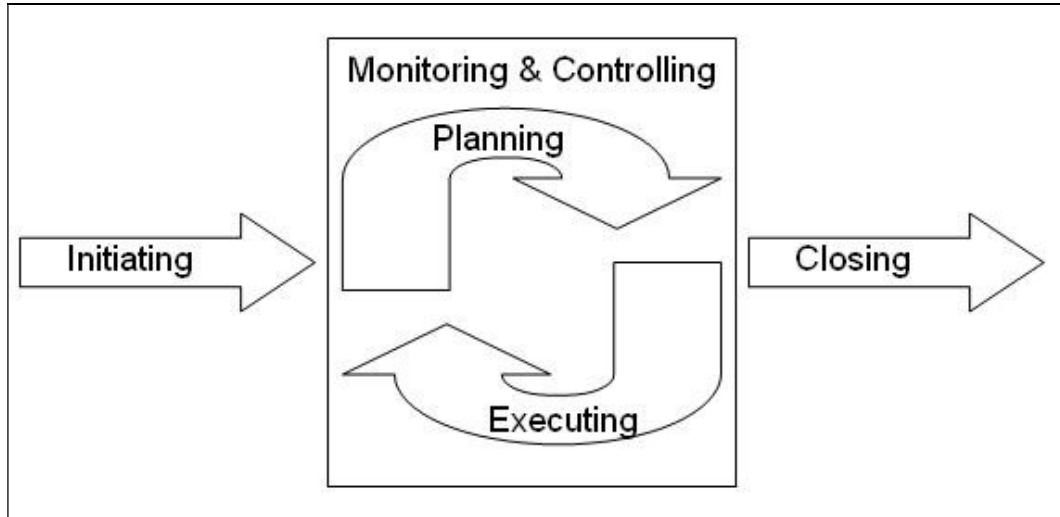 Monitoring & Controlling
Planning
Initiating
Closing
Executing